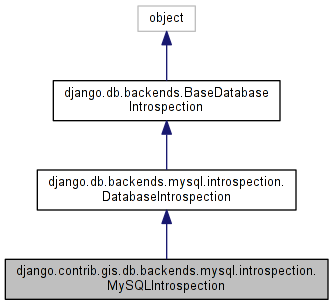 object
django.db.backends.BaseDatabase
Introspection
django.db.backends.mysql.introspection.
DatabaseIntrospection
django.contrib.gis.db.backends.mysql.introspection.
MySQLIntrospection